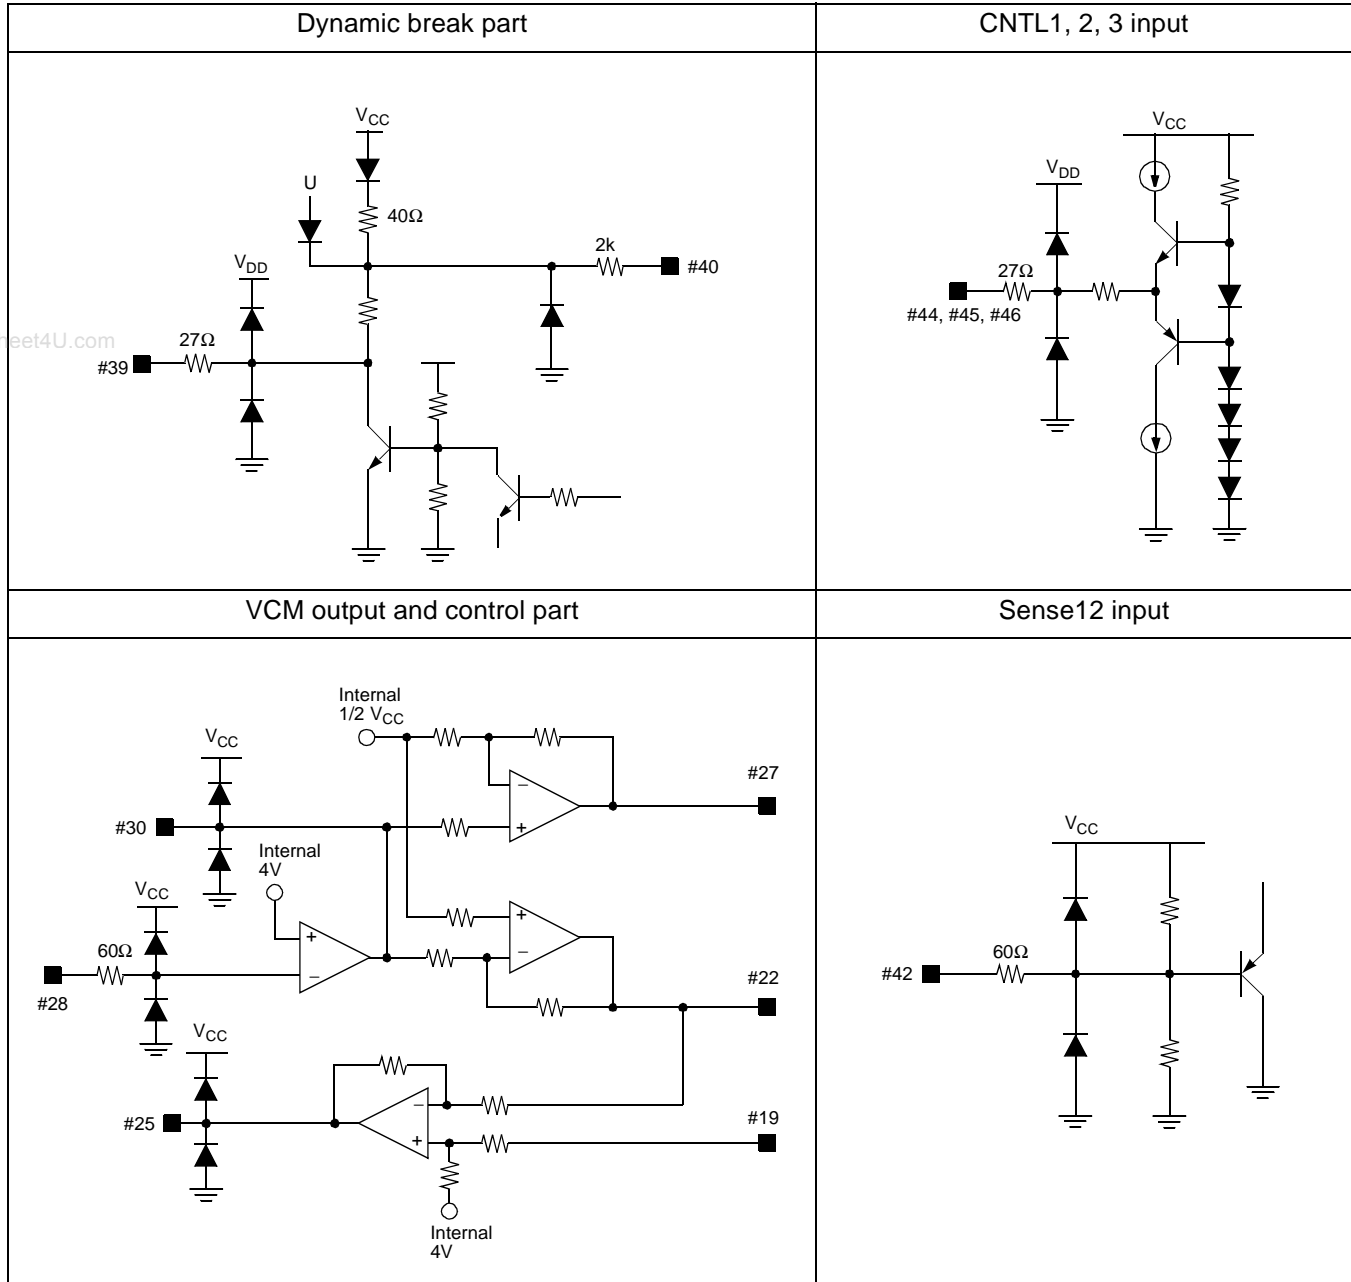 Dynamic break part
CNTL1, 2, 3 input
VCC
U
40Ω
VDD
2k
#40
neet4U.com
27Ω
#39
VCC
VDD
27Ω
#44, #45, #46
VCM output and control part
Sense12 input
Internal
1/2 VCC
VCC
#27
−
+
#30
Internal
4V
VCC
+
−
60Ω
+
−
#28
#22
VCC
−
+
#25
#19
Internal
4V
VCC
60Ω
#42